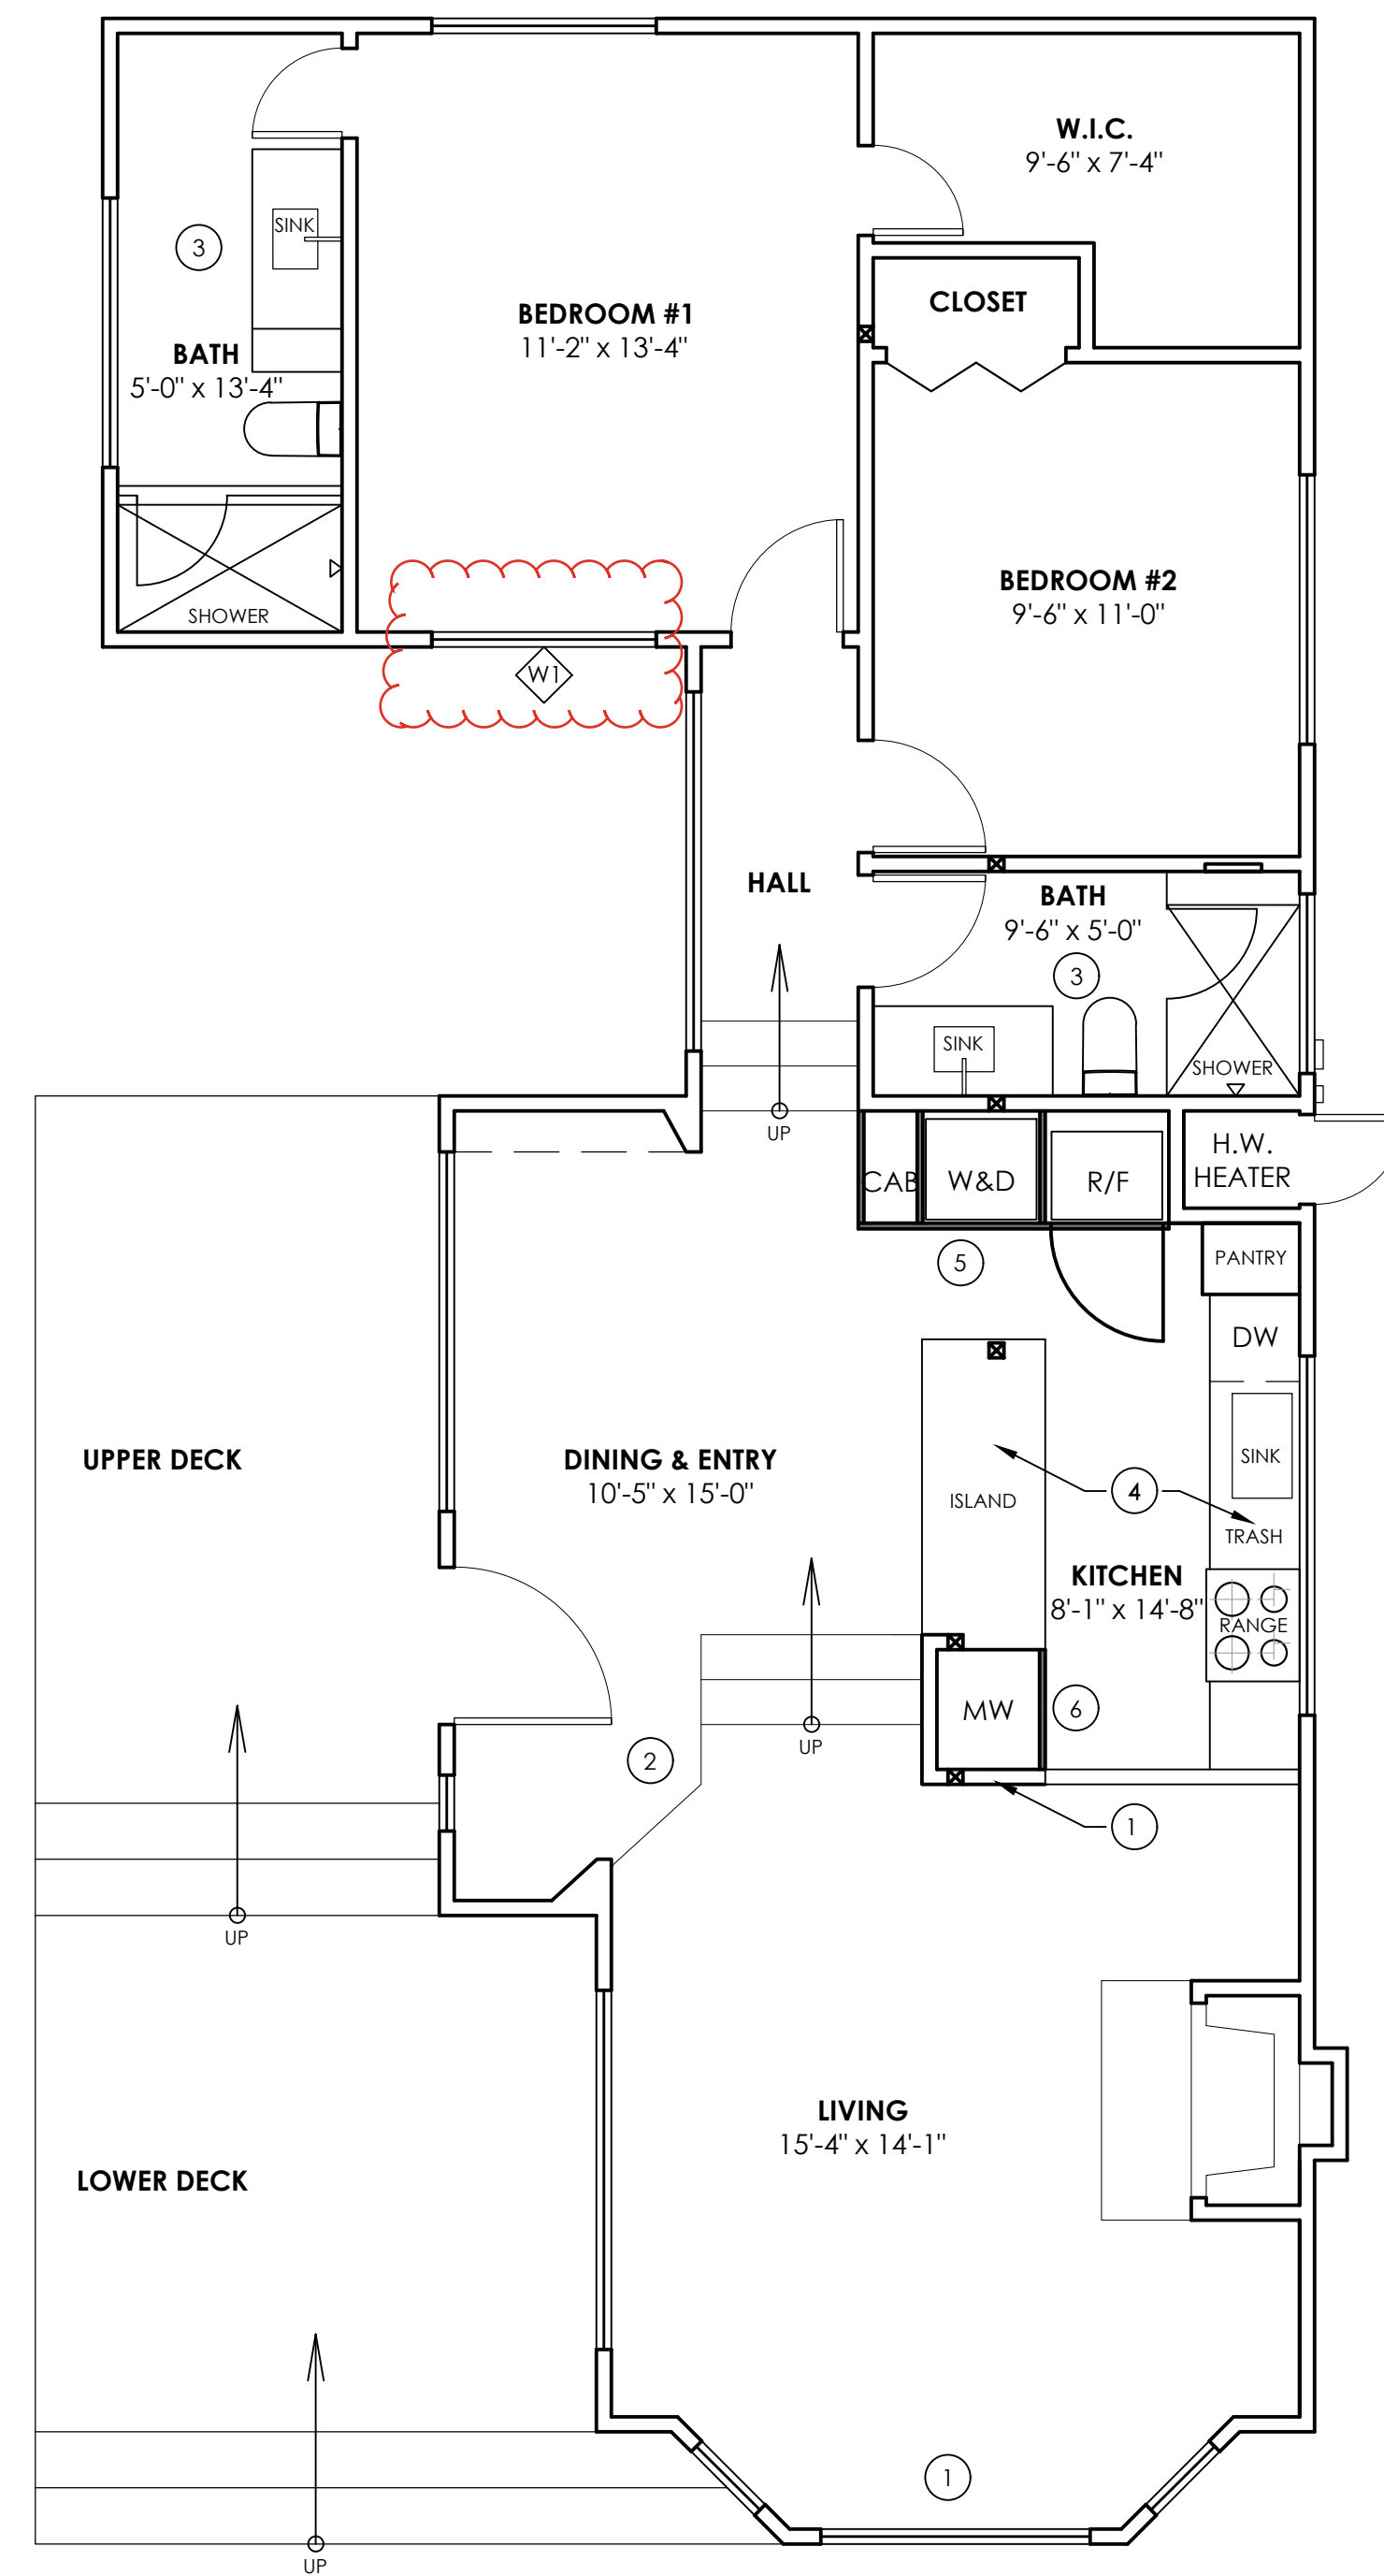 W.I.C.
9'-6" x 7'-4"
SINK
3
BEDROOM #1
11'-2" x 13'-4"
CLOSET
BATH
5'-0" x 13'-4"
SHOWER
BEDROOM #2
9'-6" x 11'-0"
W1
HALL
BATH
9'-6" x 5'-0"
3
SINK
SHOWER
UP
H.W.
HEATER
CAB
W&D
R/F
5
PANTRY
DW
UPPER DECK
DINING & ENTRY
10'-5" x 15'-0"
SINK
4
ISLAND
TRASH
KITCHEN
8'-1" x 14'-8"
RANGE
MW
6
UP
2
1
UP
LIVING
15'-4" x 14'-1"
LOWER DECK
1
UP